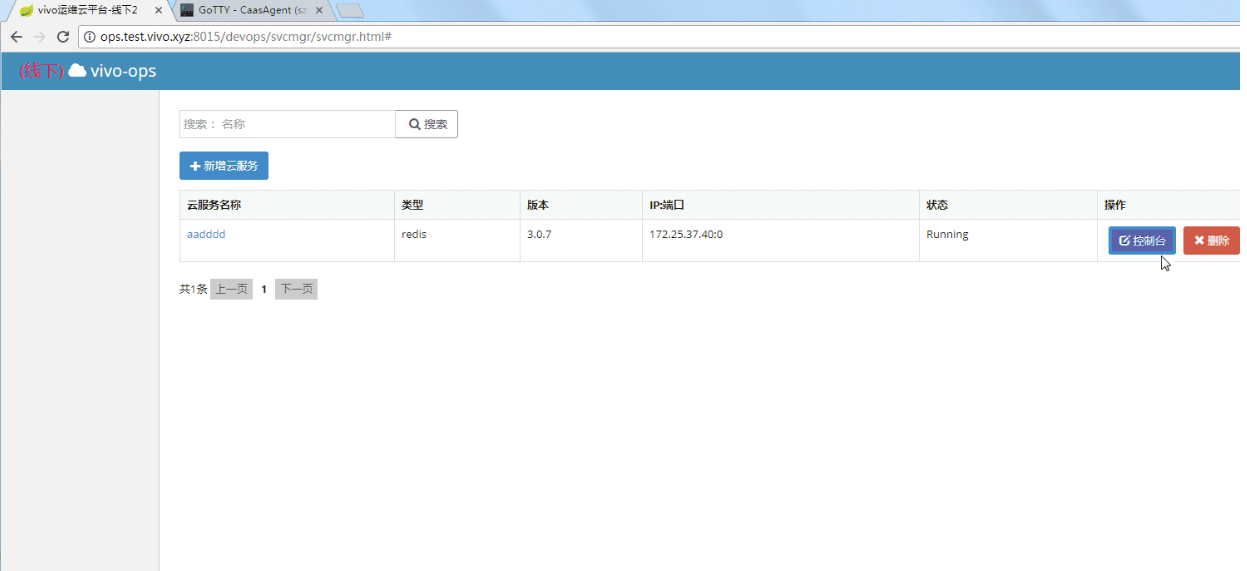 vivo运维云平台-线下2
GoTTY - CaasAgent (sz
ops.test.vivo.xyz:8015/devops/svcmgr/svcmgr.html#
(线下) vivo-ops
搜索： 名称 搜索
新增云服务
云服务名称 类型 版本 IP:端口 状态 操作
aadddd redis 3.0.7 172.25.37.40:0 Running 控制台 删除
共1条 上一页 1 下一页